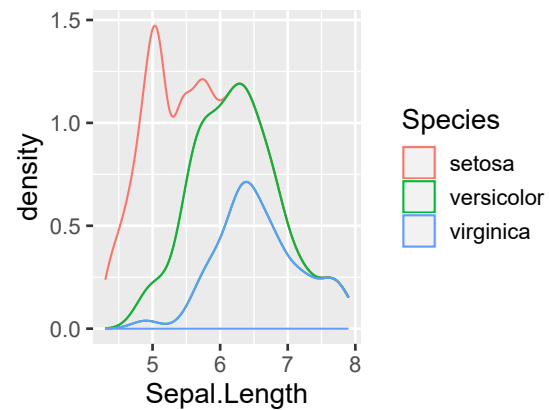 1.5
1.0
0.5
0.0
density
5 6 7 8
Sepal.Length
Species
setosa
versicolor
virginica